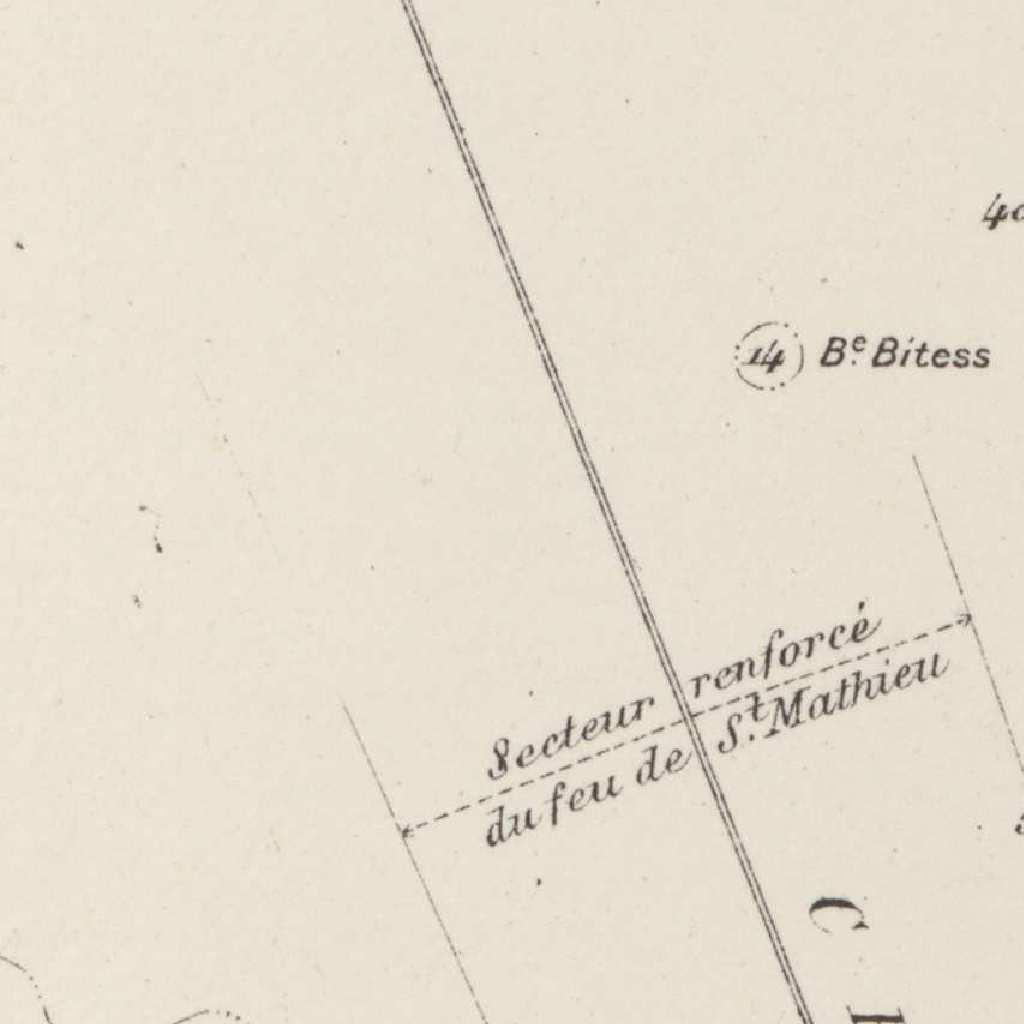 14 Bᵉ. Bitess
Secteur renforcé
du feu de Sᵗ. Mathieu
C